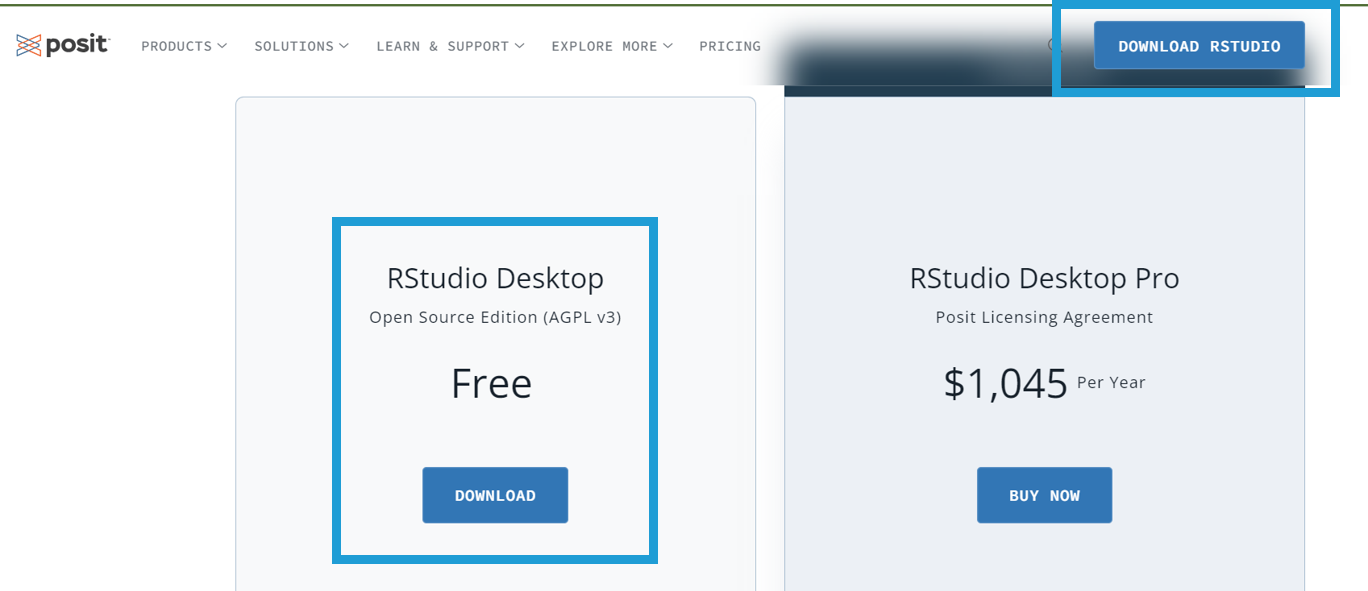 posit
PRODUCTS SOLUTIONS LEARN & SUPPORT EXPLORE MORE PRICING DOWNLOAD RSTUDIO
RStudio Desktop
Open Source Edition (AGPL v3)
Free
DOWNLOAD
RStudio Desktop Pro
Posit Licensing Agreement
$1,045 Per Year
BUY NOW